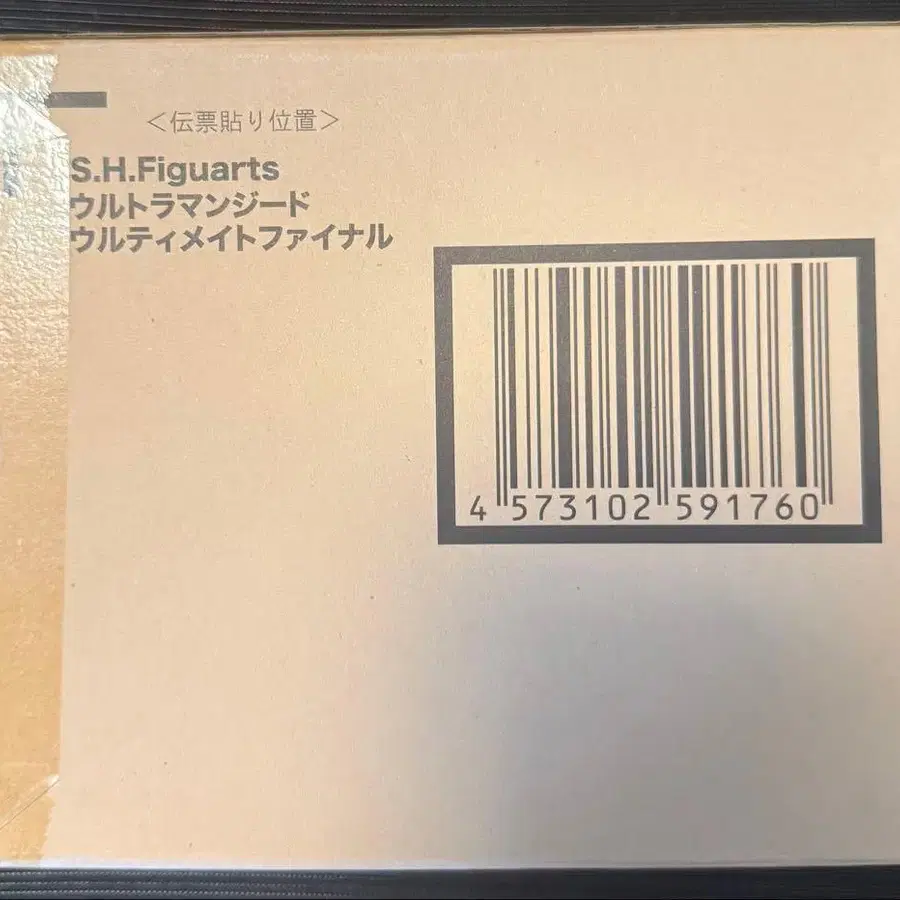 ＜伝票貼り位置＞
S.H.Figuarts
ウルトラマンジード
ウルティメイトファイナル
4 573102 591760